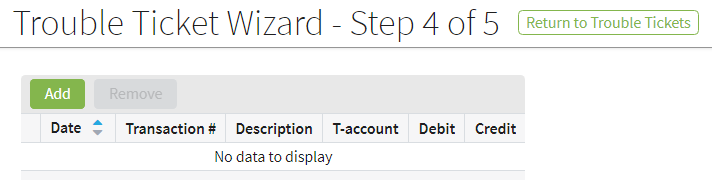 Trouble Ticket Wizard - Step 4 of 5 Return to Trouble Tickets
Add Remove
Date Transaction # Description T-account Debit Credit
No data to display